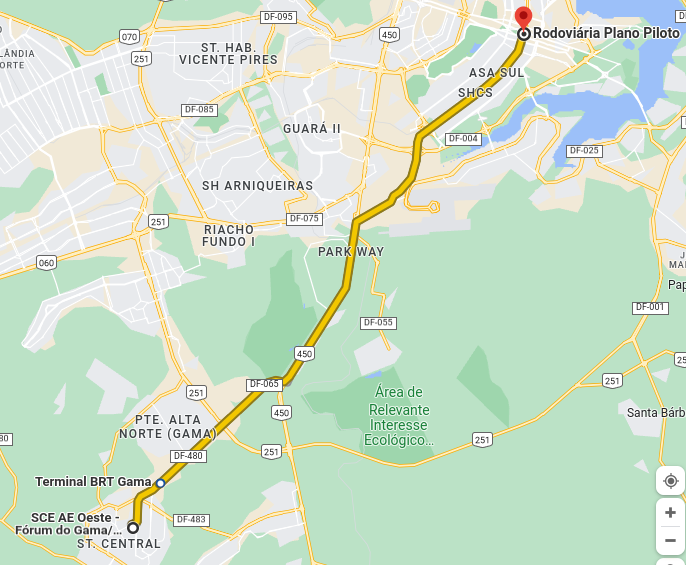 DF-095
450
Rodoviária Plano Piloto
070
251
ST. HAB.
VICENTE PIRES
ASA SUL
SHCS
ORTE
DF-085
GUARÁ II
DF-004
DF-025
SH ARNIQUEIRAS
DF-075
251
RIACHO
FUNDO I
PARK WAY
060
Pap
DF-001
DF-055
450
DF-065
251
251
450
Área de
Relevante
Interesse
Ecológico...
Santa Bárb
PTE. ALTA
NORTE (GAMA)
251
251
DF-480
Terminal BRT Gama
SCE AE Oeste -
Fórum do Gama/...
DF-483
ST. CENTRAL
+
−